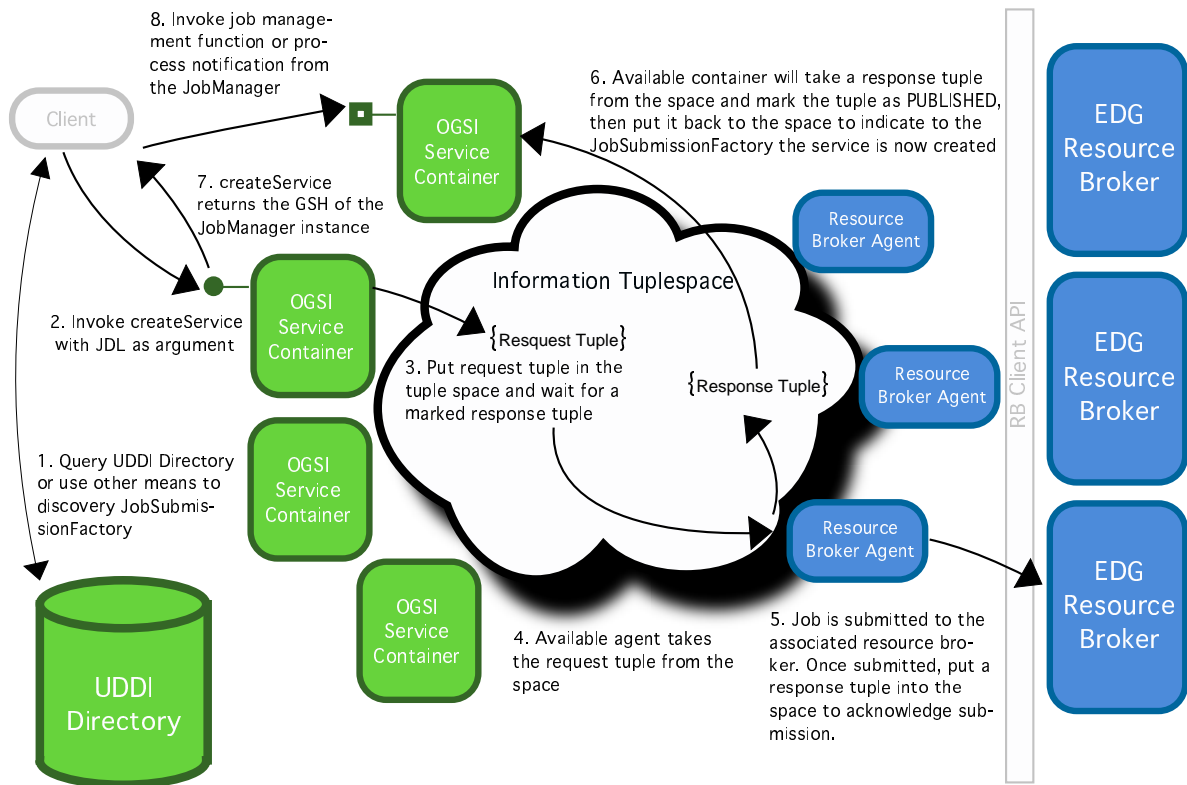 8. Invoke job manage-
ment function or pro-
cess notification from
the JobManager
Client
OGSI
Service
Container
6. Available container will take a response tuple
from the space and mark the tuple as PUBLISHED,
then put it back to the space to indicate to the
JobSubmissionFactory the service is now created
EDG
Resource
Broker
7. createService
returns the GSH of the
JobManager instance
Resource
Broker Agent
Information Tuplespace
OGSI
Service
Container
2. Invoke createService
with JDL as argument
{Resquest Tuple}
3. Put request tuple in the
tuple space and wait for a
marked response tuple
{Response Tuple}
Resource
Broker Agent
RB Client API
EDG
Resource
Broker
1. Query UDDI Directory
or use other means to
discovery JobSubmis-
sionFactory
OGSI
Service
Container
Resource
Broker Agent
EDG
Resource
Broker
OGSI
Service
Container
4. Available agent takes
the request tuple from the
space
5. Job is submitted to the
associated resource bro-
ker. Once submitted, put a
response tuple into the
space to acknowledge sub-
mission.
UDDI
Directory